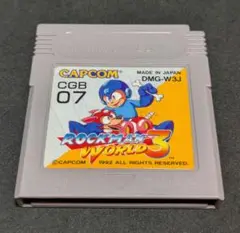 CAPCOM
MADE IN JAPAN
DMG-W3J
CGB
07
ROCKMAN
WORLD 3
©CAPCOM 1992 ALL RIGHTS RESERVED.